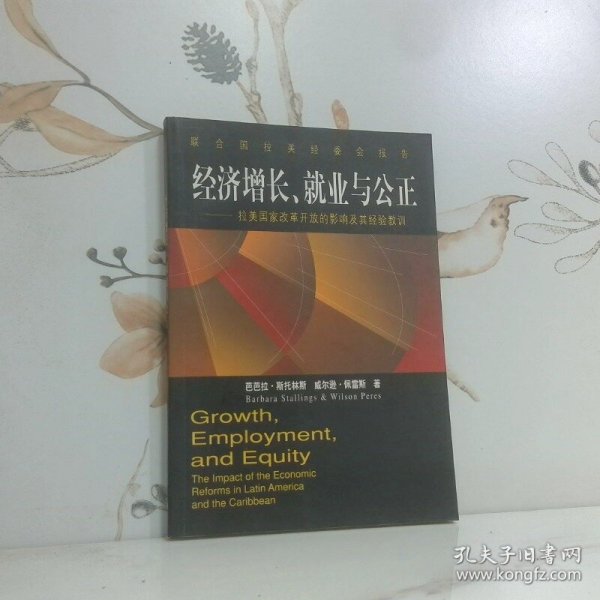 联合国拉美经委会报告
经济增长、就业与公正
——拉美国家改革开放的影响及其经验教训
芭芭拉·斯托林斯 威尔逊·佩雷斯 著
Barbara Stallings & Wilson Peres
Growth,
Employment,
and Equity
The Impact of the Economic
Reforms in Latin America
and the Caribbean
孔夫子旧书网
www.kongfz.com